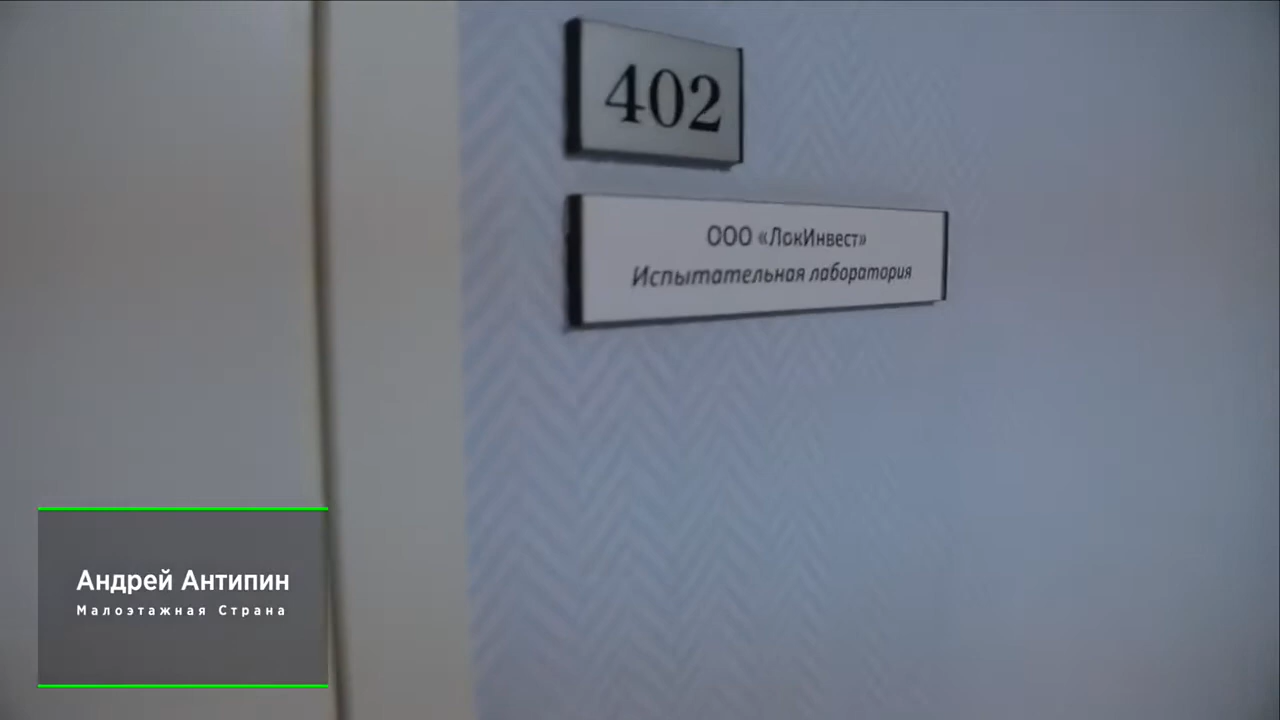 402
ООО «ЛокИнвест»
Испытательная лаборатория
Андрей Антипин
Малоэтажная Страна